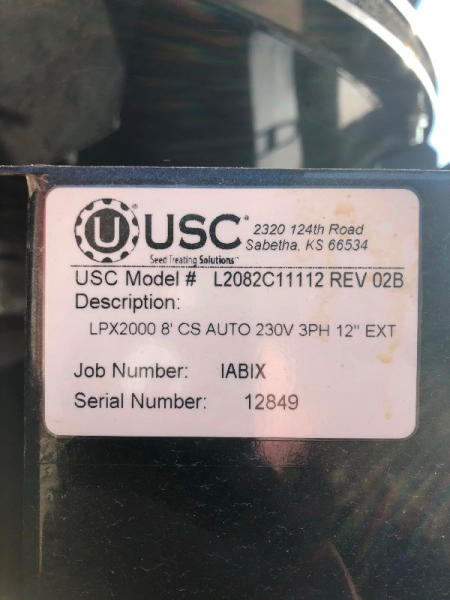 U USC
2320 124th Road
Sabetha, KS 66534
Seed Treating Solutions™
USC Model # L2082C11112 REV 02B
Description:
LPX2000 8' CS AUTO 230V 3PH 12" EXT
Job Number: IABIX
Serial Number: 12849